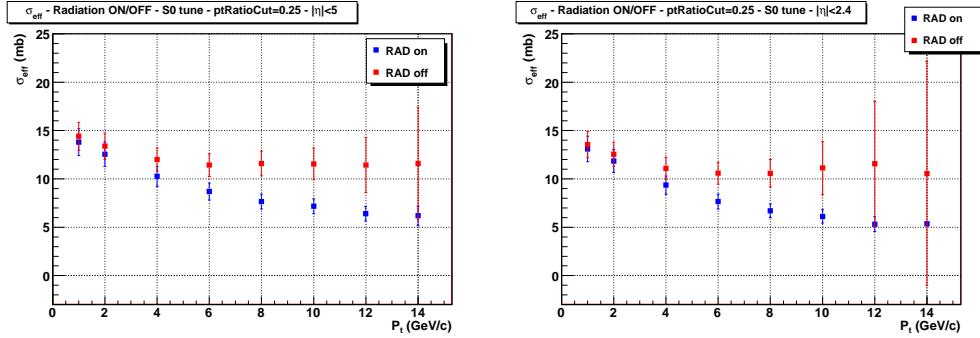 σeff - Radiation ON/OFF - S0 tune - ptRatioCut=0.25 - |η|<5
σeff (mb)
25
20
15
10
5
0
0 2 4 6 8 10 12 14
Pt (GeV/c)
RAD on
RAD off
σeff - Radiation ON/OFF - ptRatioCut=0.25 - S0 tune - |η|<2.4
σeff (mb)
25
20
15
10
5
0
0 2 4 6 8 10 12 14
Pt (GeV/c)
RAD on
RAD off